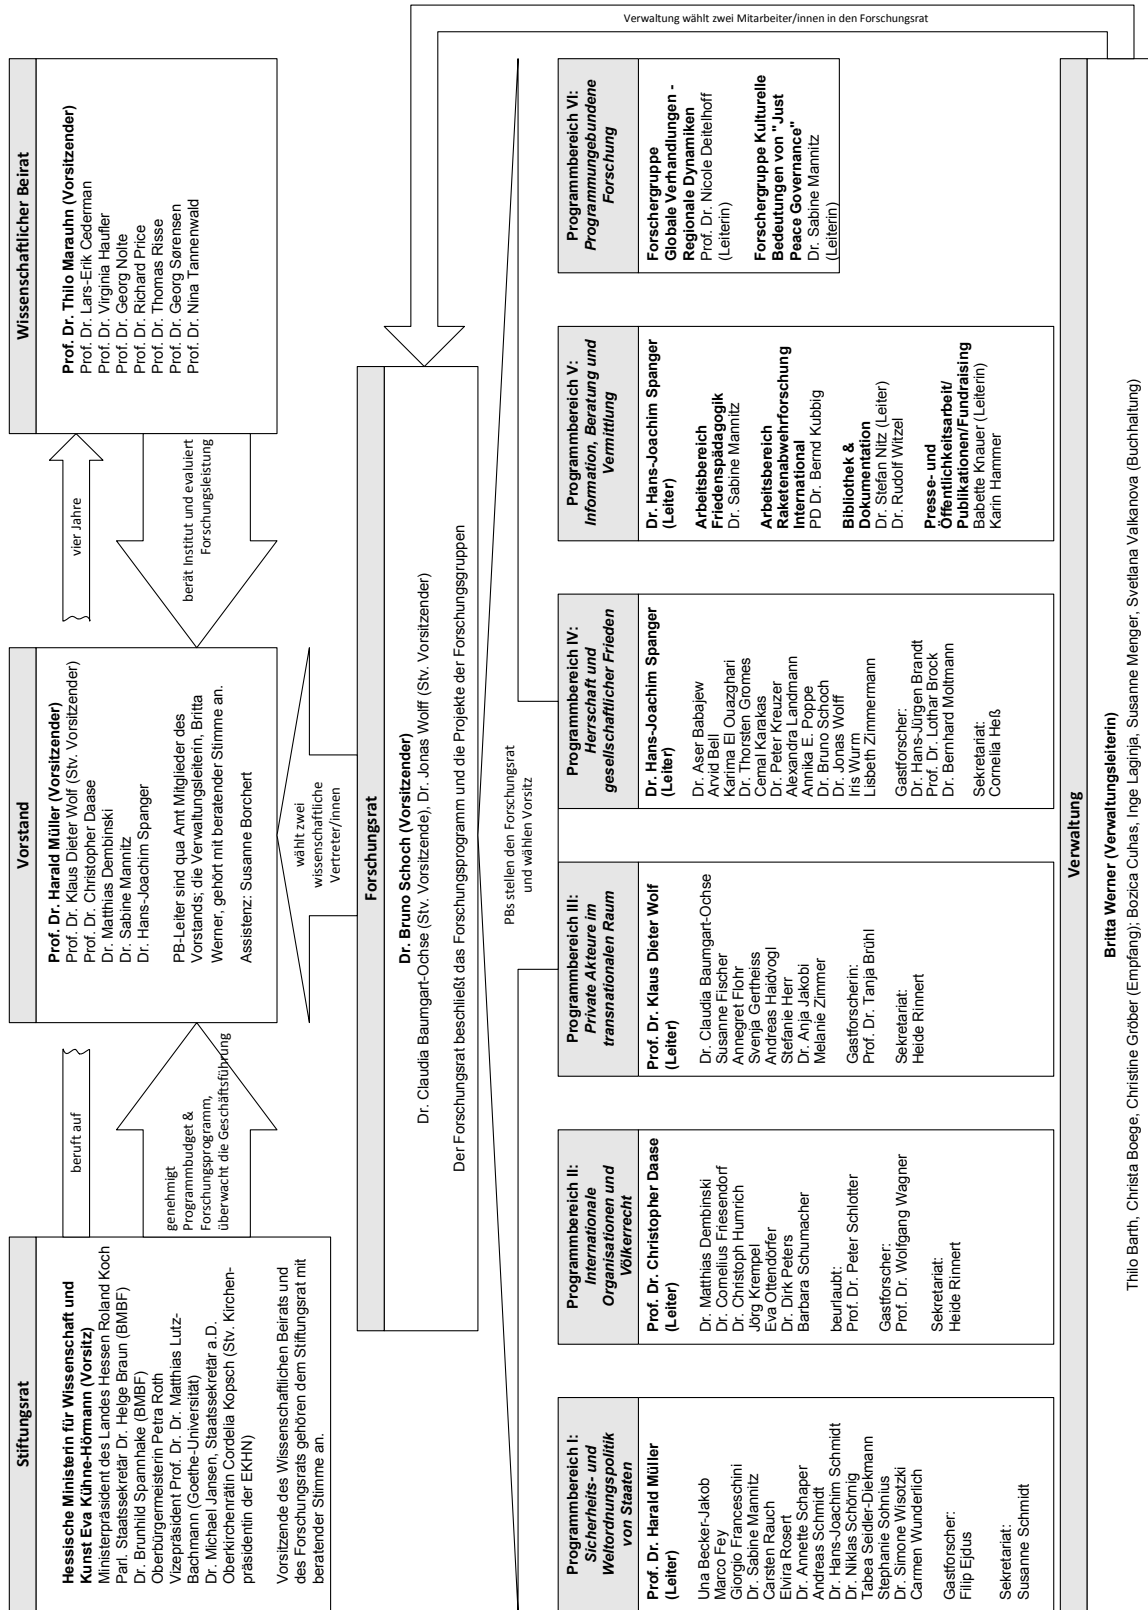 Stiftungsrat
Hessische Ministerin für Wissenschaft und
Kunst Eva Kühne-Hörmann (Vorsitz)
Ministerpräsident des Landes Hessen Roland Koch
Parl. Staatssekretär Dr. Helge Braun (BMBF)
Dr. Brunhild Spannhake (BMBF)
Oberbürgermeisterin Petra Roth
Vizepräsident Prof. Dr. Dr. Matthias Lutz-
Bachmann (Goethe-Universität)
Dr. Michael Jansen, Staatssekretär a.D.
Oberkirchenrätin Cordelia Kopsch (Stv. Kirchen-
präsidentin der EKHN)
Vorsitzende des Wissenschaftlichen Beirats und
des Forschungsrats gehören dem Stiftungsrat mit
beratender Stimme an.
beruft auf
vier Jahre
genehmigt
Programmbudget &
Forschungsprogramm,
überwacht die Geschäftsführung
Vorstand
Prof. Dr. Harald Müller (Vorsitzender)
Prof. Dr. Klaus Dieter Wolf (Stv. Vorsitzender)
Prof. Dr. Christopher Daase
Dr. Matthias Dembinski
Dr. Sabine Mannitz
Dr. Hans-Joachim Spanger
PB-Leiter sind qua Amt Mitglieder des
Vorstands; die Verwaltungsleiterin, Britta
Werner, gehört mit beratender Stimme an.
Assistenz: Susanne Borchert
berät Institut und evaluiert
Forschungsleistung
Wissenschaftlicher Beirat
Prof. Dr. Thilo Marauhn (Vorsitzender)
Prof. Dr. Lars-Erik Cederman
Prof. Dr. Virginia Haufler
Prof. Dr. Georg Nolte
Prof. Dr. Richard Price
Prof. Dr. Thomas Risse
Prof. Dr. Georg Sørensen
Prof. Dr. Nina Tannenwald
wählt zwei
wissenschaftliche
Vertreter/innen
Forschungsrat
Dr. Bruno Schoch (Vorsitzender)
Dr. Claudia Baumgart-Ochse (Stv. Vorsitzende), Dr. Jonas Wolff (Stv. Vorsitzender)
Der Forschungsrat beschließt das Forschungsprogramm und die Projekte der Forschungsgruppen
PBs stellen den Forschungsrat
und wählen Vorsitz
Verwaltung wählt zwei Mitarbeiter/innen in den Forschungsrat
Programmbereich I:
Sicherheits- und
Weltordnungspolitik
von Staaten
Prof. Dr. Harald Müller
(Leiter)
Una Becker-Jakob
Marco Fey
Giorgio Franceschini
Dr. Sabine Mannitz
Carsten Rauch
Elvira Rosert
Dr. Annette Schaper
Andreas Schmidt
Dr. Hans-Joachim Schmidt
Dr. Niklas Schörnig
Tabea Seidler-Diekmann
Stephanie Sohnius
Dr. Simone Wisotzki
Carmen Wunderlich
Gastforscher:
Filip Ejdus
Sekretariat:
Susanne Schmidt
Programmbereich II:
Internationale
Organisationen und
Völkerrecht
Prof. Dr. Christopher Daase
(Leiter)
Dr. Matthias Dembinski
Dr. Cornelius Friesendorf
Dr. Christoph Humrich
Jörg Krempel
Eva Ottendörfer
Dr. Dirk Peters
Barbara Schumacher
beurlaubt:
Prof. Dr. Peter Schlotter
Gastforscher:
Prof. Dr. Wolfgang Wagner
Sekretariat:
Heide Rinnert
Programmbereich III:
Private Akteure im
transnationalen Raum
Prof. Dr. Klaus Dieter Wolf
(Leiter)
Dr. Claudia Baumgart-Ochse
Susanne Fischer
Annegret Flohr
Svenja Gertheiss
Andreas Haidvogl
Stefanie Herr
Dr. Anja Jakobi
Melanie Zimmer
Gastforscherin:
Prof. Dr. Tanja Brühl
Sekretariat:
Heide Rinnert
Programmbereich IV:
Herrschaft und
gesellschaftlicher Frieden
Dr. Hans-Joachim Spanger
(Leiter)
Dr. Aser Babajew
Arvid Bell
Karima El Ouazghari
Dr. Thorsten Gromes
Cemal Karakas
Dr. Peter Kreuzer
Alexandra Landmann
Annika E. Poppe
Dr. Bruno Schoch
Dr. Jonas Wolff
Iris Wurm
Lisbeth Zimmermann
Gastforscher:
Dr. Hans-Jürgen Brandt
Prof. Dr. Lothar Brock
Dr. Bernhard Moltmann
Sekretariat:
Cornelia Heß
Programmbereich V:
Information, Beratung und
Vermittlung
Dr. Hans-Joachim Spanger
(Leiter)
Arbeitsbereich
Friedenspädagogik
Dr. Sabine Mannitz
Arbeitsbereich
Raketenabwehrforschung
International
PD Dr. Bernd Kubbig
Bibliothek &
Dokumentation
Dr. Stefan Nitz (Leiter)
Dr. Rudolf Witzel
Presse- und
Öffentlichkeitsarbeit/
Publikationen/Fundraising
Babette Knauer (Leiterin)
Karin Hammer
Programmbereich VI:
Programmungebundene
Forschung
Forschergruppe
Globale Verhandlungen -
Regionale Dynamiken
Prof. Dr. Nicole Deitelhoff
(Leiterin)
Forschergruppe Kulturelle
Bedeutungen von "Just
Peace Governance"
Dr. Sabine Mannitz
(Leiterin)
Verwaltung
Britta Werner (Verwaltungsleiterin)
Thilo Barth, Christa Boege, Christine Gröber (Empfang); Bozica Cuhas, Inge Laginja, Susanne Menger, Svetlana Valkanova (Buchhaltung)